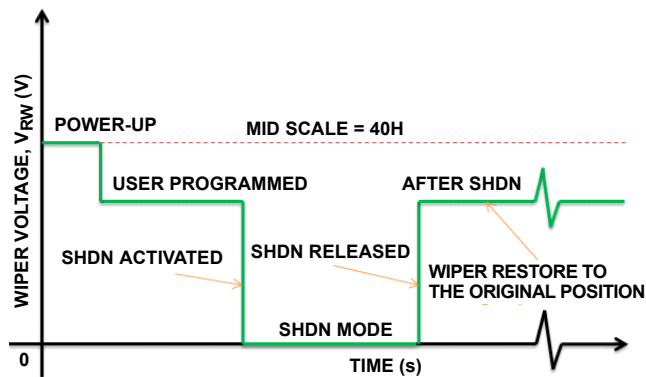 WIPER VOLTAGE, VRW (V)
POWER-UP
MID SCALE = 40H
USER PROGRAMMED
AFTER SHDN
SHDN ACTIVATED
SHDN RELEASED
WIPER RESTORE TO
THE ORIGINAL POSITION
SHDN MODE
0
TIME (s)